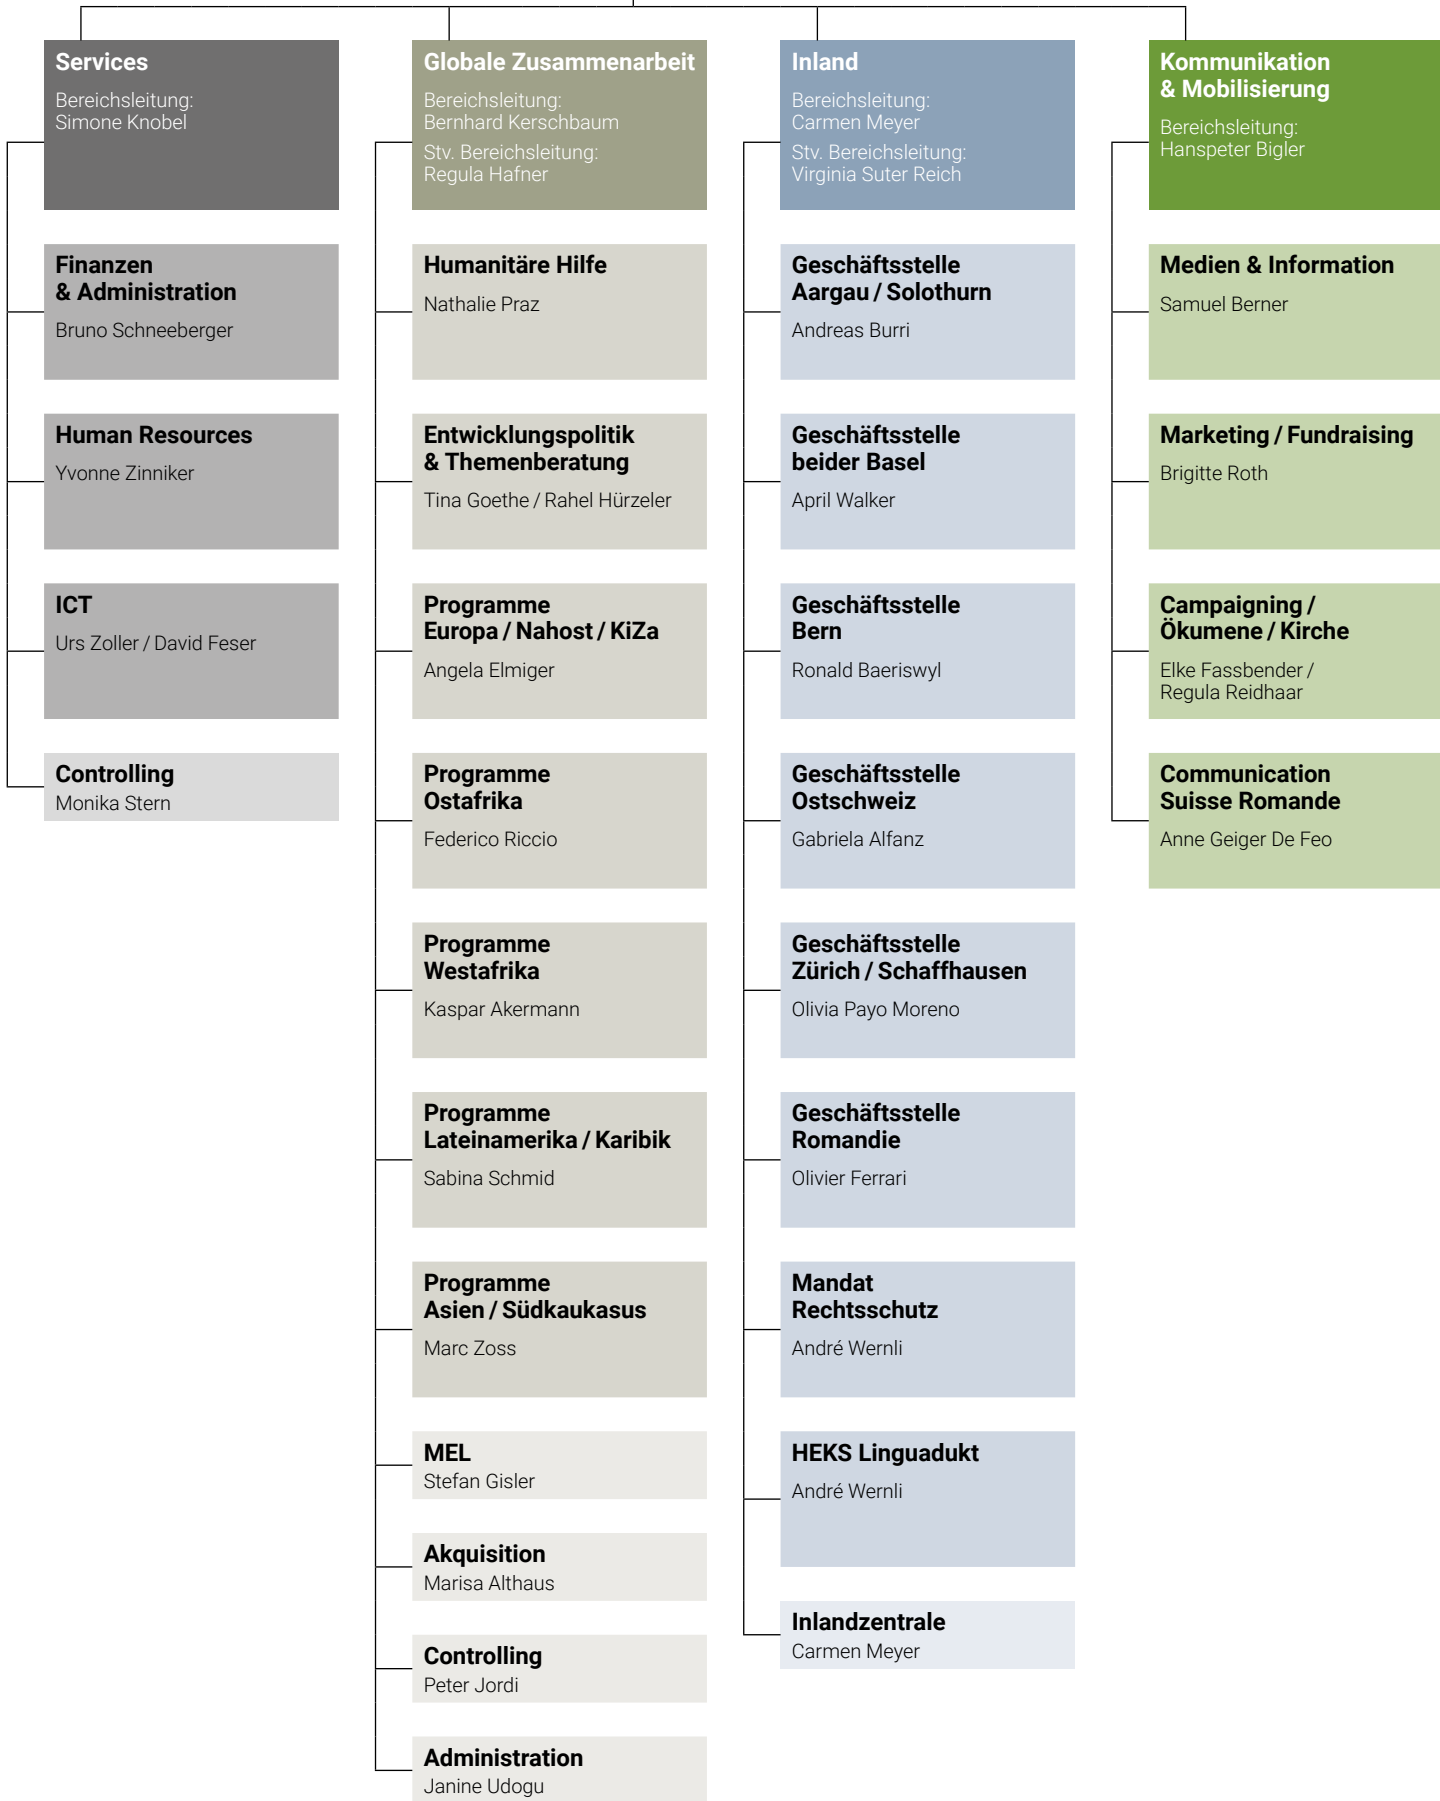 Services
Bereichsleitung:
Simone Knobel
Finanzen
& Administration
Bruno Schneeberger
Human Resources
Yvonne Zinniker
ICT
Urs Zoller / David Feser
Controlling
Monika Stern
Globale Zusammenarbeit
Bereichsleitung:
Bernhard Kerschbaum
Stv. Bereichsleitung:
Regula Hafner
Humanitäre Hilfe
Nathalie Praz
Entwicklungspolitik
& Themenberatung
Tina Goethe / Rahel Hürzeler
Programme
Europa / Nahost / KiZa
Angela Elmiger
Programme
Ostafrika
Federico Riccio
Programme
Westafrika
Kaspar Akermann
Programme
Lateinamerika / Karibik
Sabina Schmid
Programme
Asien / Südkaukasus
Marc Zoss
MEL
Stefan Gisler
Akquisition
Marisa Althaus
Controlling
Peter Jordi
Administration
Janine Udogu
Inland
Bereichsleitung:
Carmen Meyer
Stv. Bereichsleitung:
Virginia Suter Reich
Geschäftsstelle
Aargau / Solothurn
Andreas Burri
Geschäftsstelle
beider Basel
April Walker
Geschäftsstelle
Bern
Ronald Baeriswyl
Geschäftsstelle
Ostschweiz
Gabriela Alfanz
Geschäftsstelle
Zürich / Schaffhausen
Olivia Payo Moreno
Geschäftsstelle
Romandie
Olivier Ferrari
Mandat
Rechtsschutz
André Wernli
HEKS Linguadukt
André Wernli
Inlandzentrale
Carmen Meyer
Kommunikation
& Mobilisierung
Bereichsleitung:
Hanspeter Bigler
Medien & Information
Samuel Berner
Marketing / Fundraising
Brigitte Roth
Campaigning /
Ökumene / Kirche
Elke Fassbender /
Regula Reidhaar
Communication
Suisse Romande
Anne Geiger De Feo